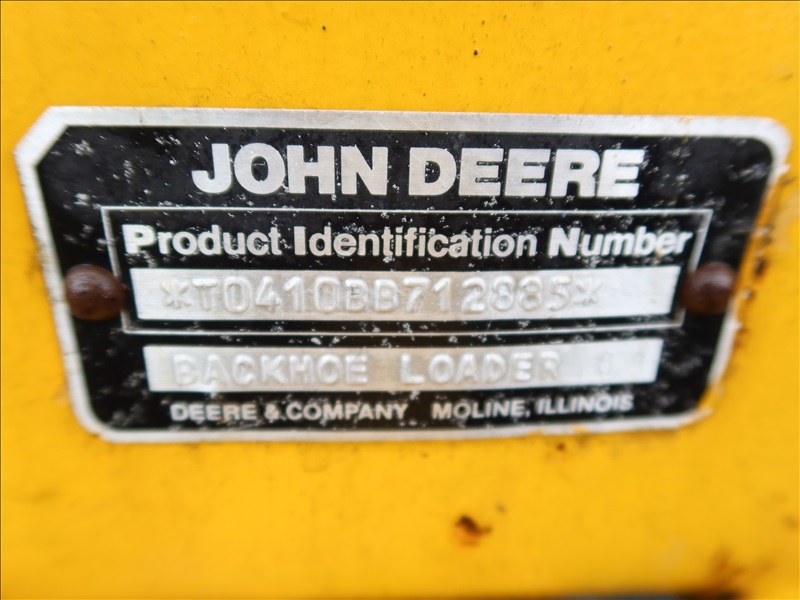 JOHN DEERE
Product Identification Number
*T0410BB712885*
BACKHOE LOADER
DEERE & COMPANY MOLINE, ILLINOIS